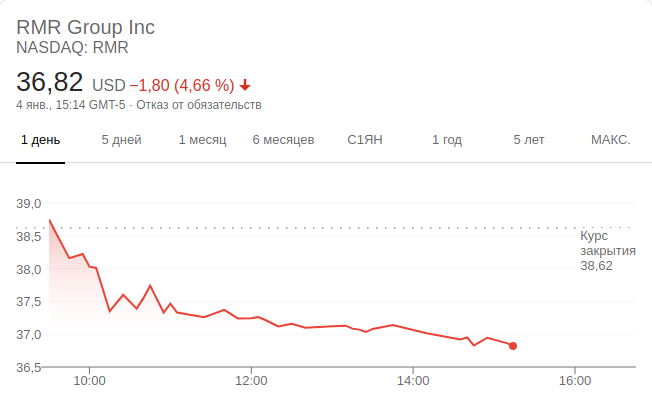 RMR Group Inc
NASDAQ: RMR
36,82 USD −1,80 (4,66 %)
4 янв., 15:14 GMT-5 · Отказ от обязательств
1 день 5 дней 1 месяц 6 месяцев С1ЯН 1 год 5 лет МАКС.
39,0
38,5
38,0
37,5
37,0
36,5
Курс
закрытия
38,62
10:00 12:00 14:00 16:00